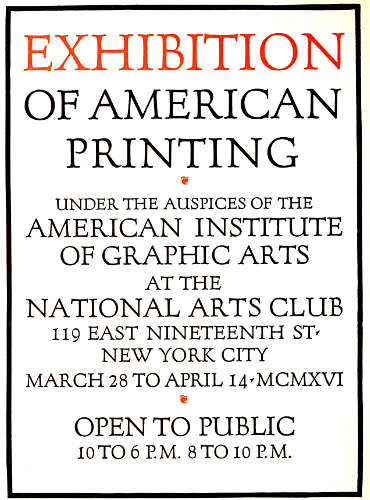 EXHIBITION
OF AMERICAN
PRINTING
UNDER THE AUSPICES OF THE
AMERICAN INSTITUTE
OF GRAPHIC ARTS
AT THE
NATIONAL ARTS CLUB
119 EAST NINETEENTH ST·
NEW YORK CITY
MARCH 28 TO APRIL 14·MCMXVI
OPEN TO PUBLIC
10 TO 6 P.M. 8 TO 10 P.M.